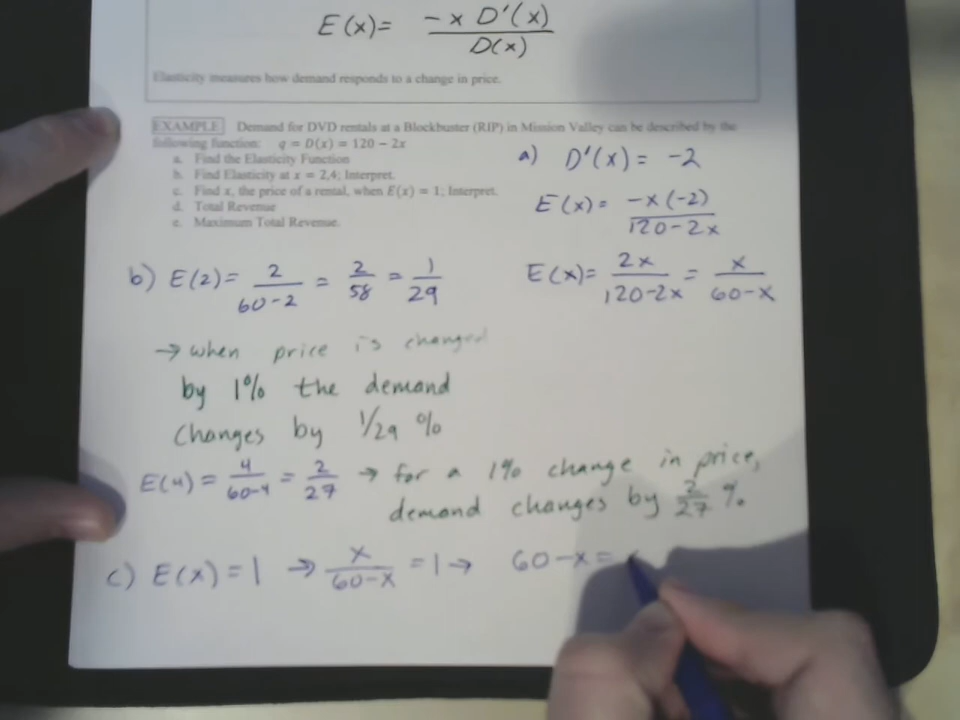 E(x)= -x D'(x) / D(x)
Elasticity measures how demand responds to a change in price.
EXAMPLE Demand for DVD rentals at a Blockbuster (RIP) in Mission Valley can be described by the
following function: q = D(x) = 120 − 2x
a. Find the Elasticity Function
b. Find Elasticity at x = 2,4; Interpret.
c. Find x, the price of a rental, when E(x) = 1; Interpret.
d. Total Revenue
e. Maximum Total Revenue.
a) D'(x) = -2
E(x) = -x(-2) / 120-2x
E(x) = 2x / 120-2x = x / 60-x
b) E(2) = 2 / 60-2 = 2/58 = 1/29
→ when price is changed
by 1% the demand
changes by 1/29 %
E(4) = 4 / 60-4 = 2/27 → for a 1% change in price,
demand changes by 2/27 %
c) E(x) = 1 → x / 60-x = 1 → 60-x =